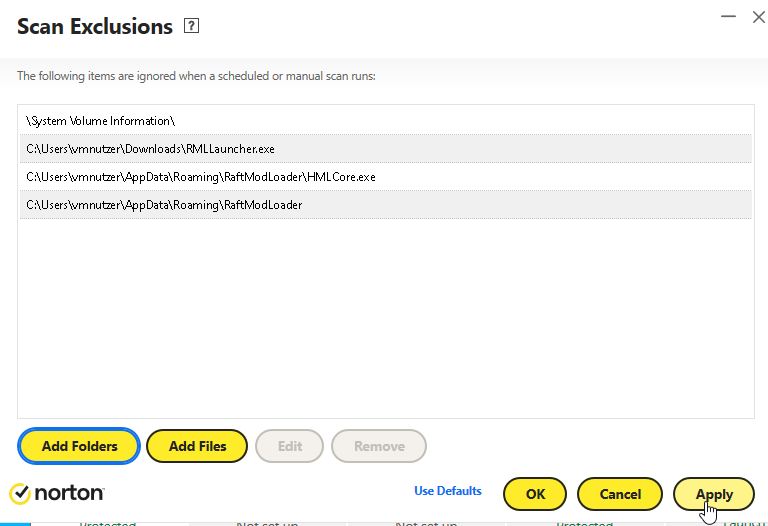 Scan Exclusions ?
The following items are ignored when a scheduled or manual scan runs:
\System Volume Information\
C:\Users\vmnutzer\Downloads\RMLLauncher.exe
C:\Users\vmnutzer\AppData\Roaming\RaftModLoader\HMLCore.exe
C:\Users\vmnutzer\AppData\Roaming\RaftModLoader
Add Folders Add Files Edit Remove
norton Use Defaults OK Cancel Apply
Protected Not set up Not set up Protected Launch